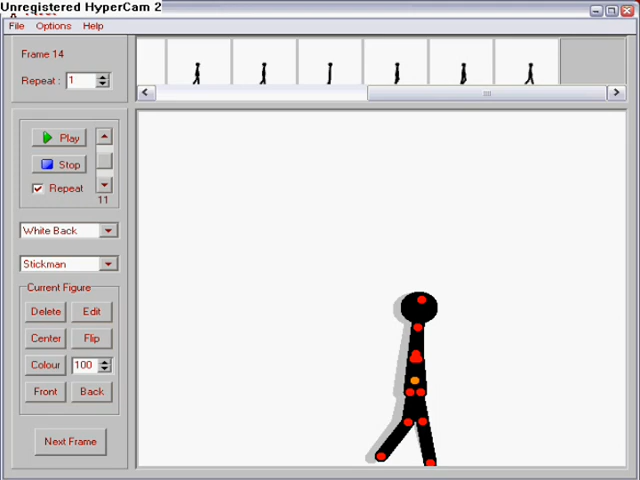 Unregistered HyperCam 2
File Options Help
Frame 14
Repeat : 1
Play
Stop
Repeat
11
White Back
Stickman
Current Figure
Delete Edit
Center Flip
Colour 100
Front Back
Next Frame